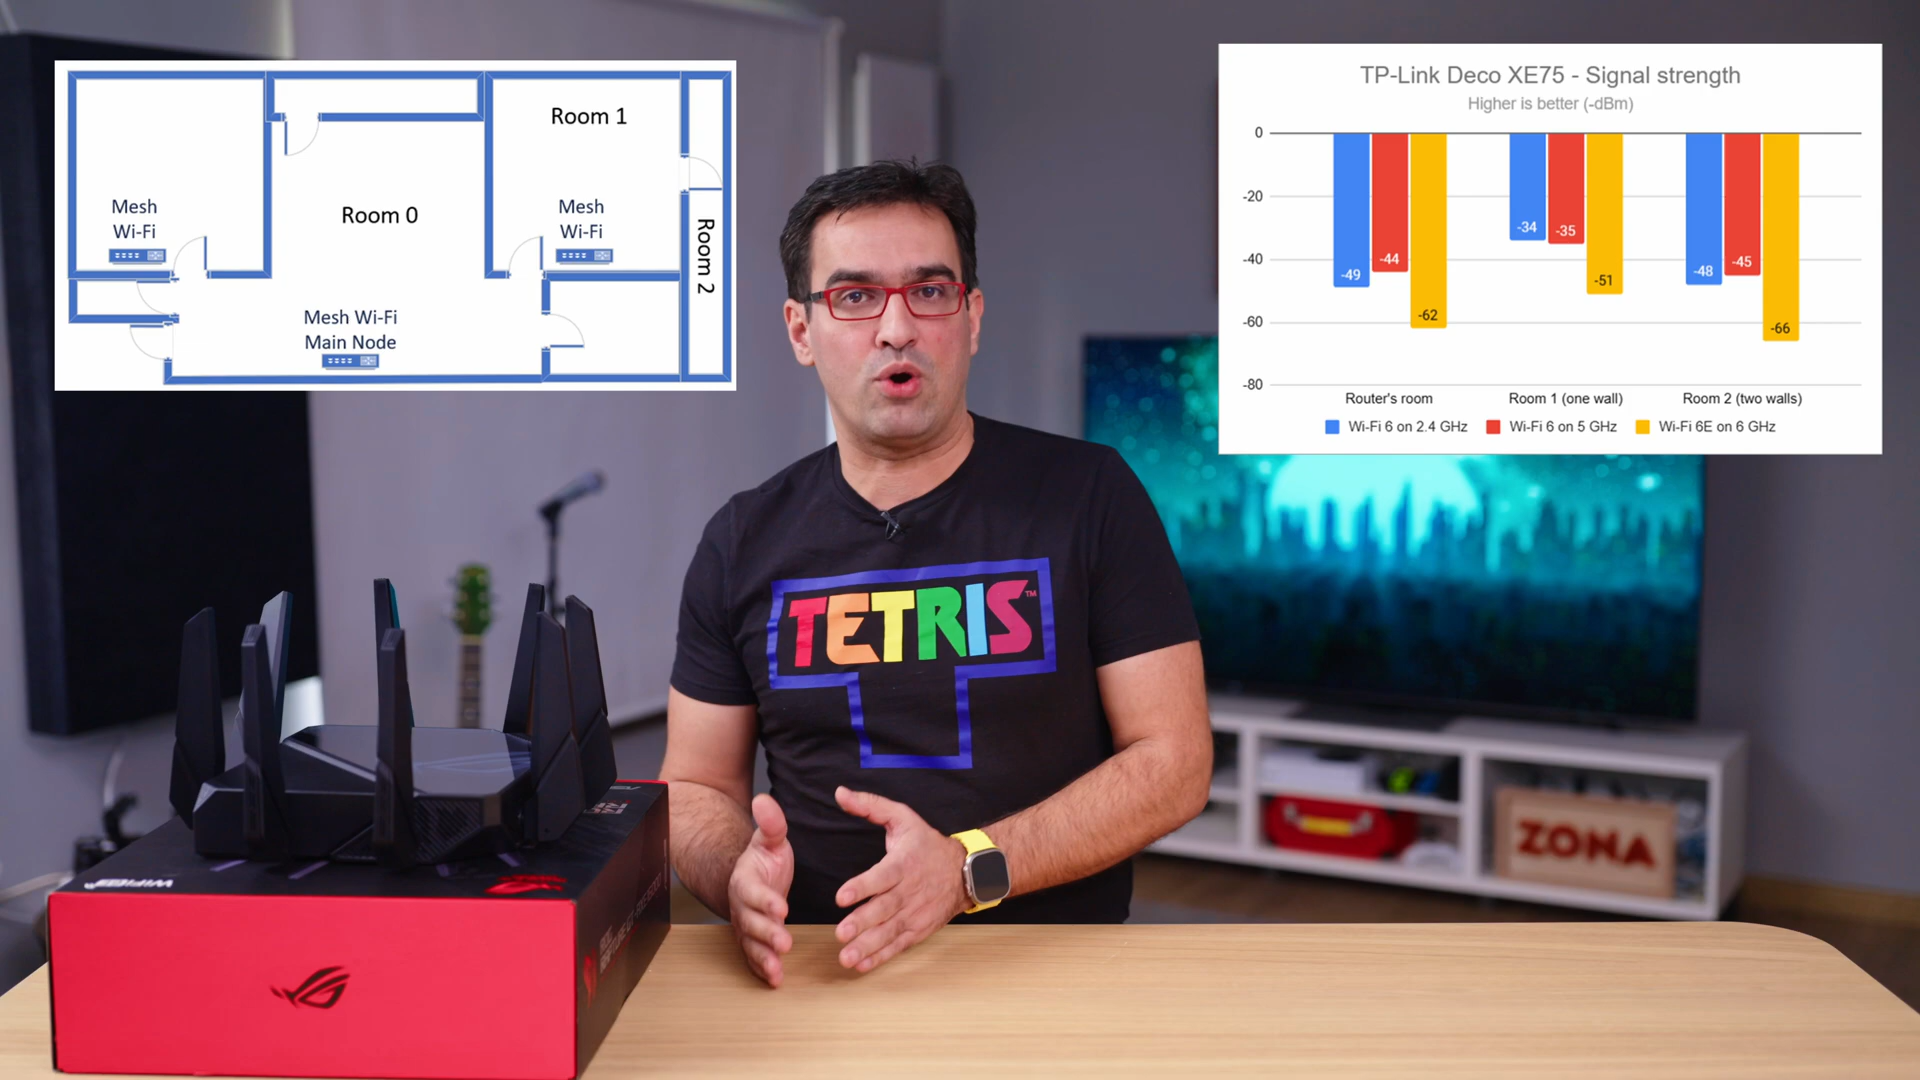 Room 1
Room 0
Mesh
Wi-Fi
Mesh
Wi-Fi
Room 2
Mesh Wi-Fi
Main Node
TP-Link Deco XE75 - Signal strength
Higher is better (-dBm)
0
-20
-40
-60
-80
-49
-44
-62
-34
-35
-51
-48
-45
-66
Router's room
Room 1 (one wall)
Room 2 (two walls)
Wi-Fi 6 on 2.4 GHz
Wi-Fi 6 on 5 GHz
Wi-Fi 6E on 6 GHz
TETRIS™
ZONA